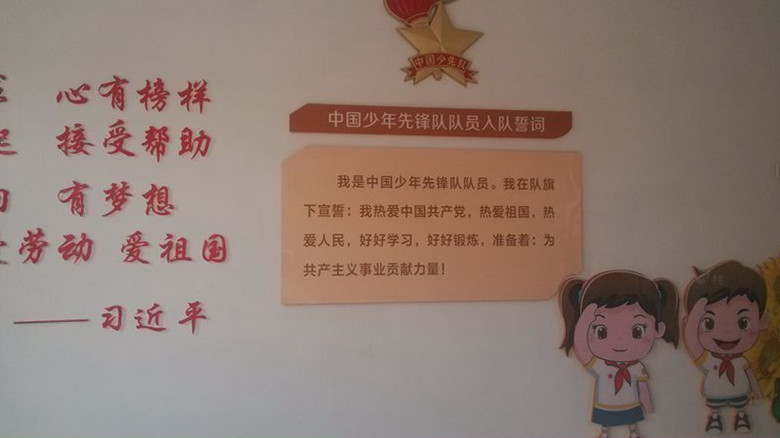 中国少先队
心有榜样
接受帮助
有梦想
劳动 爱祖国
——习近平
中国少年先锋队队员入队誓词
我是中国少年先锋队队员。我在队旗
下宣誓：我热爱中国共产党，热爱祖国，热
爱人民，好好学习，好好锻炼，准备着：为
共产主义事业贡献力量！